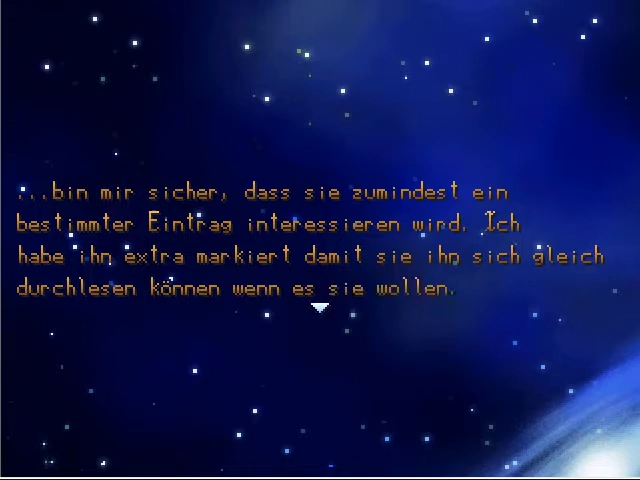 ...bin mir sicher, dass sie zumindest ein
bestimmter Eintrag interessieren wird. Ich
habe ihn extra markiert damit sie ihn sich gleich
durchlesen können wenn es sie wollen.